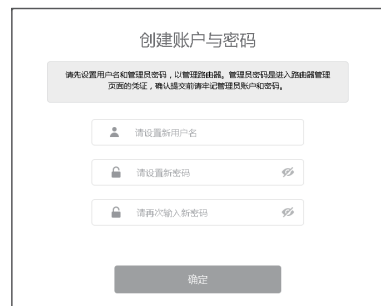 创建账户与密码
请先设置用户名和管理员密码，以管理路由器。管理员密码是进入路由器管理
页面的凭证，确认提交前请牢记管理员账户和密码。
请设置新用户名
请设置新密码
请再次输入新密码
确定